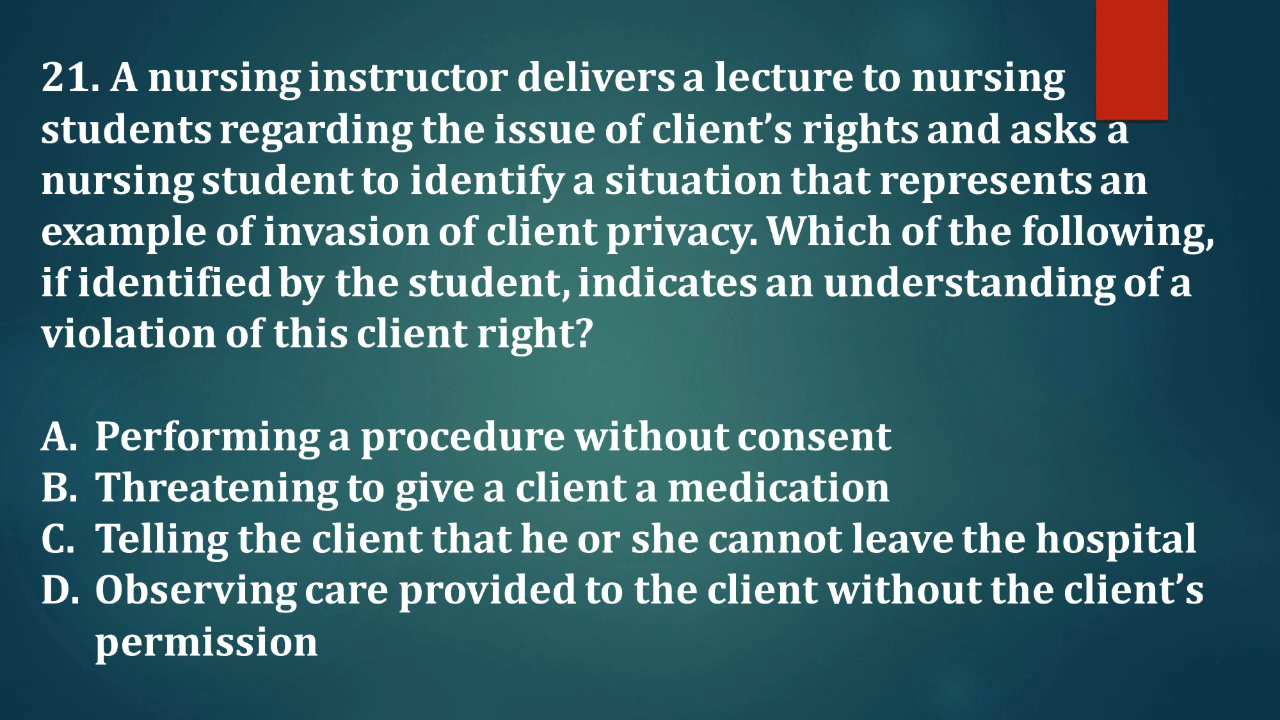 21. A nursing instructor delivers a lecture to nursing
students regarding the issue of client’s rights and asks a
nursing student to identify a situation that represents an
example of invasion of client privacy. Which of the following,
if identified by the student, indicates an understanding of a
violation of this client right?
A. Performing a procedure without consent
B. Threatening to give a client a medication
C. Telling the client that he or she cannot leave the hospital
D. Observing care provided to the client without the client’s
permission